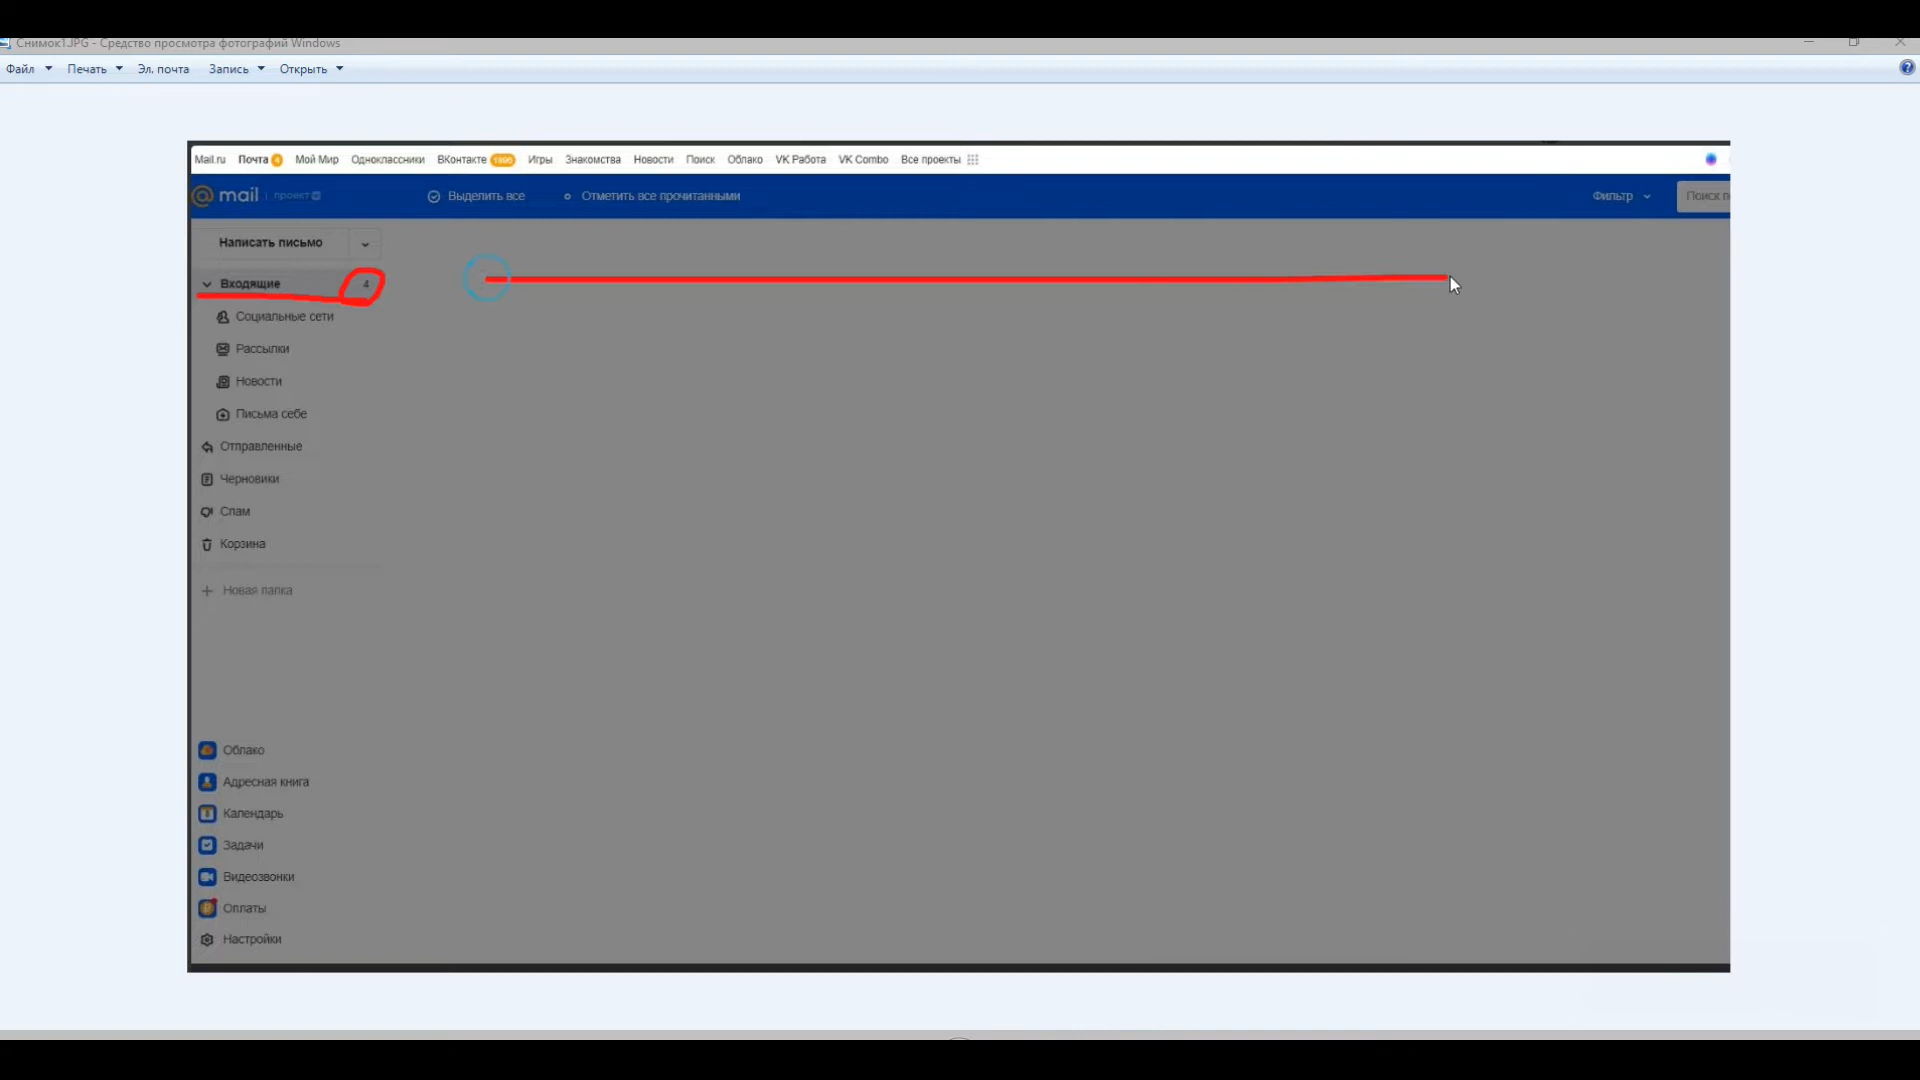 Снимок1.JPG - Средство просмотра фотографий Windows
Файл Печать Эл. почта Запись Открыть
Mail.ru Почта 4 Мой Мир Одноклассники ВКонтакте Игры Знакомства Новости Поиск Облако VK Работа VK Combo Все проекты
@mail проект Выделить все Отметить все прочитанными Фильтр Поиск
Написать письмо
Входящие 4
Социальные сети
Рассылки
Новости
Письма себе
Отправленные
Черновики
Спам
Корзина
+ Новая папка
Облако
Адресная книга
Календарь
Задачи
Видеозвонки
Оплаты
Настройки